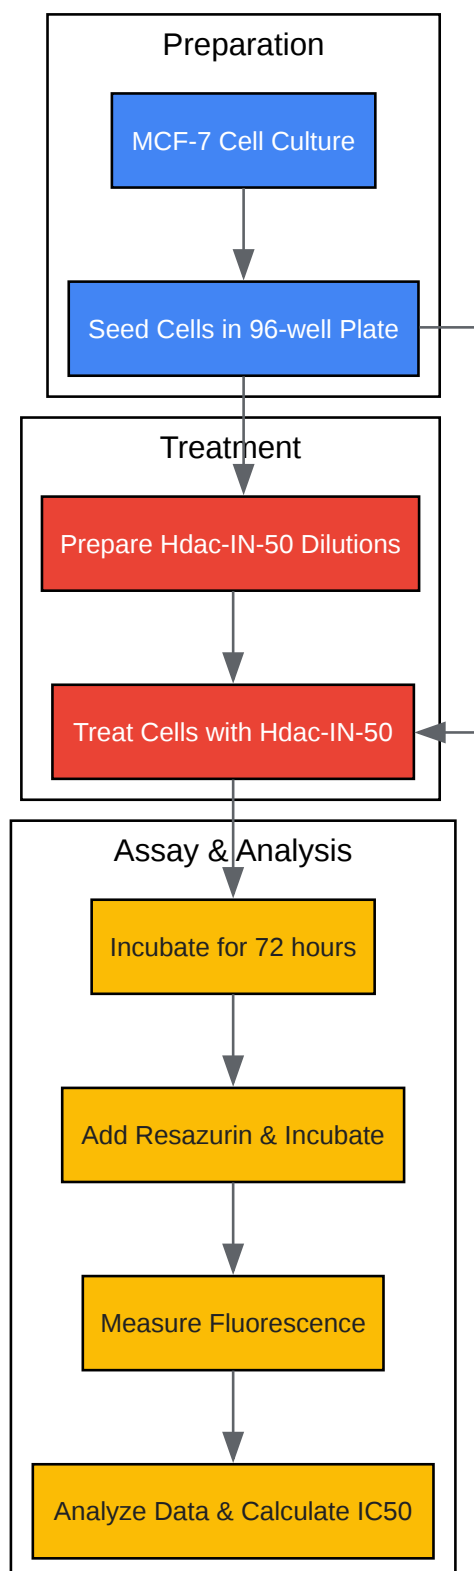 Preparation
MCF-7 Cell Culture
Seed Cells in 96-well Plate
Treatment
Prepare Hdac-IN-50 Dilutions
Treat Cells with Hdac-IN-50
Assay & Analysis
Incubate for 72 hours
Add Resazurin & Incubate
Measure Fluorescence
Analyze Data & Calculate IC50